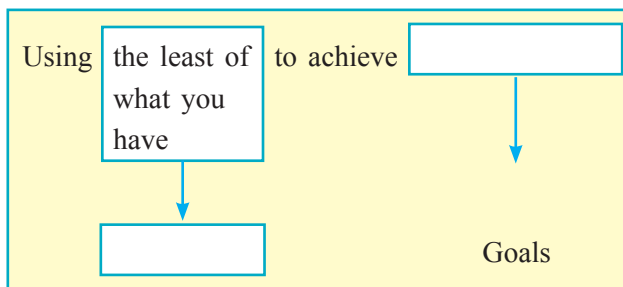 Using the least of to achieve
what you
have
Goals